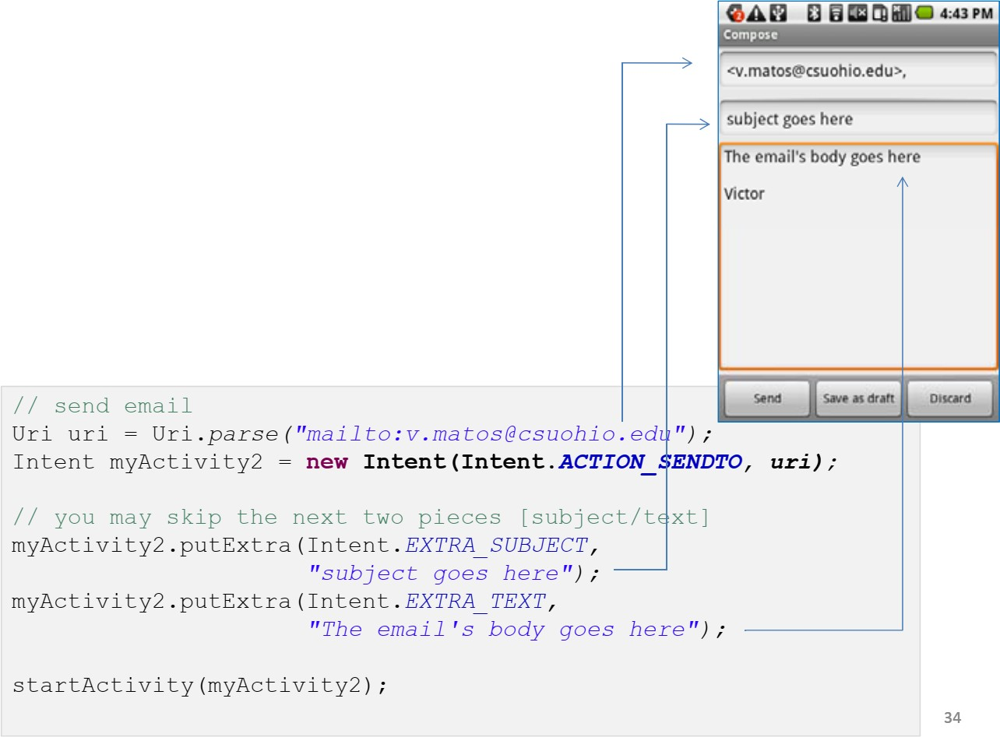 2
4:43 PM
Compose
<v.matos@csuohio.edu>,
subject goes here
The email's body goes here
Victor
Send Save as draft Discard
// send email
Uri uri = Uri.parse("mailto:v.matos@csuohio.edu");
Intent myActivity2 = new Intent(Intent.ACTION_SENDTO, uri);
// you may skip the next two pieces [subject/text]
myActivity2.putExtra(Intent.EXTRA_SUBJECT,
"subject goes here");
myActivity2.putExtra(Intent.EXTRA_TEXT,
"The email's body goes here");
startActivity(myActivity2);
34